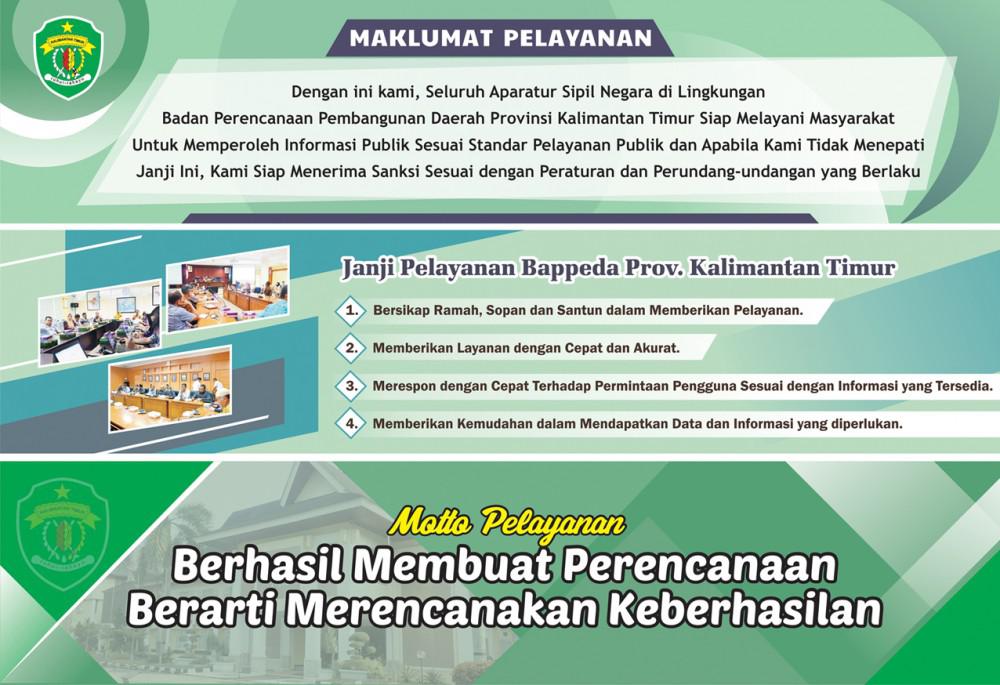 KALIMANTAN TIMUR
MAKLUMAT PELAYANAN
Dengan ini kami, Seluruh Aparatur Sipil Negara di Lingkungan
Badan Perencanaan Pembangunan Daerah Provinsi Kalimantan Timur Siap Melayani Masyarakat
Untuk Memperoleh Informasi Publik Sesuai Standar Pelayanan Publik dan Apabila Kami Tidak Menepati
Janji Ini, Kami Siap Menerima Sanksi Sesuai dengan Peraturan dan Perundang-undangan yang Berlaku
Janji Pelayanan Bappeda Prov. Kalimantan Timur
1. Bersikap Ramah, Sopan dan Santun dalam Memberikan Pelayanan.
2. Memberikan Layanan dengan Cepat dan Akurat.
3. Merespon dengan Cepat Terhadap Permintaan Pengguna Sesuai dengan Informasi yang Tersedia.
4. Memberikan Kemudahan dalam Mendapatkan Data dan Informasi yang diperlukan.
KALIMANTAN TIMUR
Motto Pelayanan
Berhasil Membuat Perencanaan
Berarti Merencanakan Keberhasilan